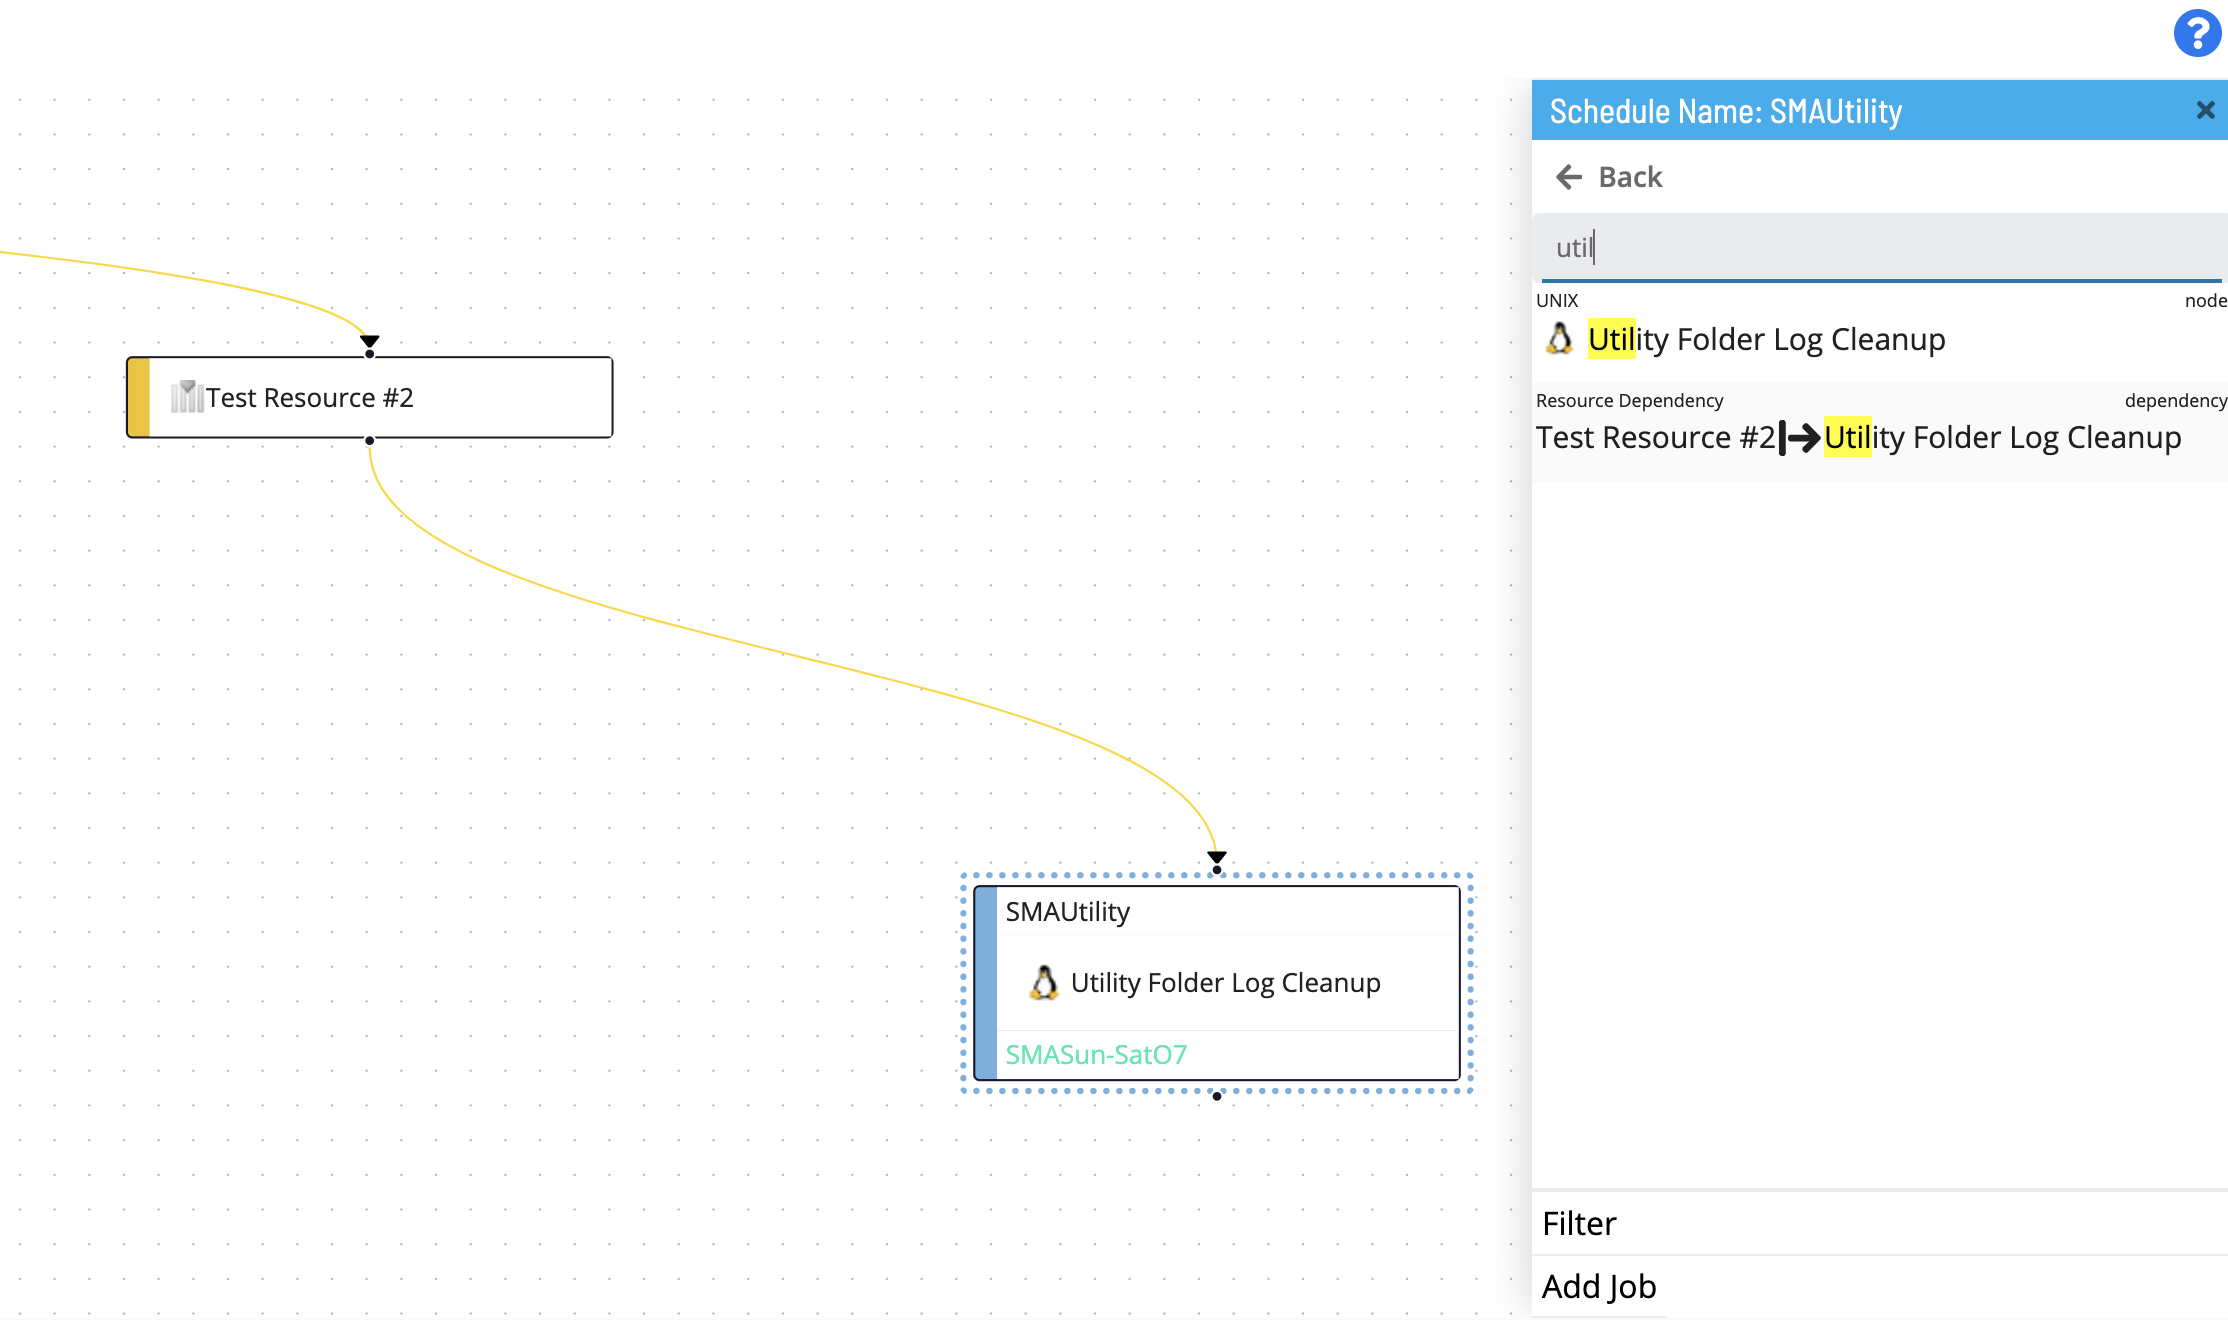 ?
Schedule Name: SMAUtility
Back
util
UNIX node
Utility Folder Log Cleanup
Resource Dependency dependency
Test Resource #2 Utility Folder Log Cleanup
Test Resource #2
SMAUtility
Utility Folder Log Cleanup
SMASun-SatO7
Filter
Add Job